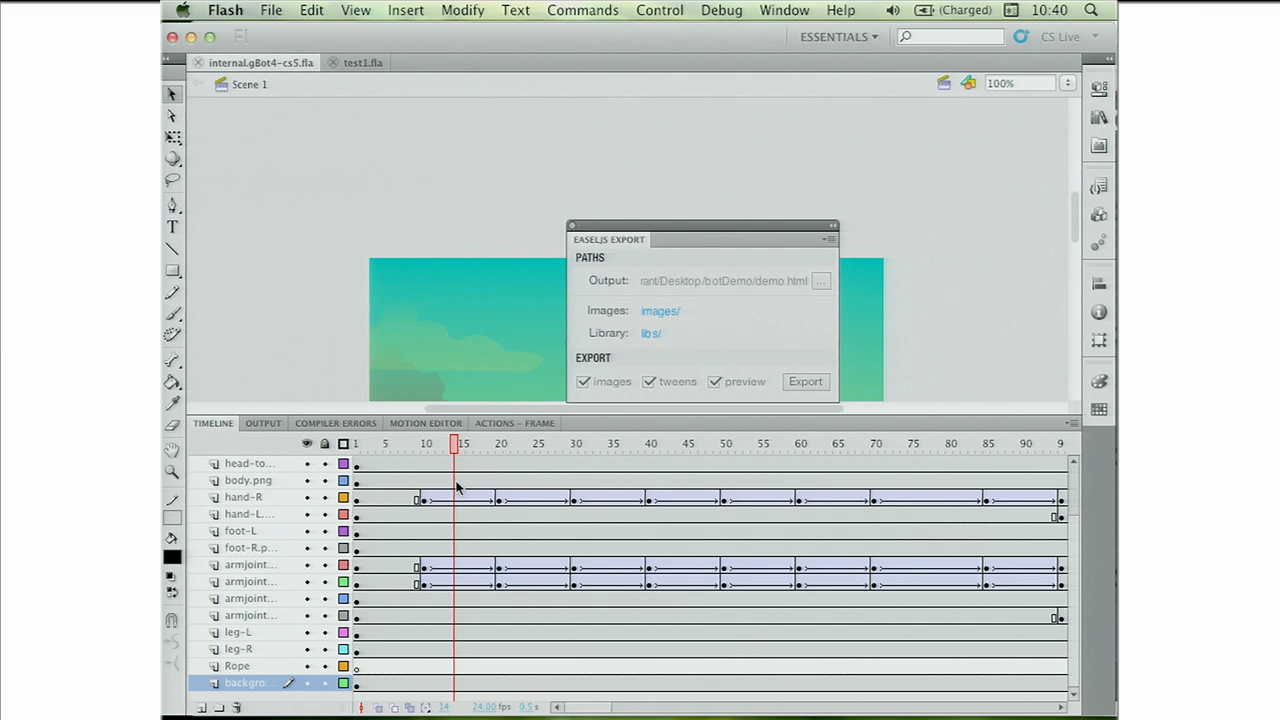 Flash File Edit View Insert Modify Text Commands Control Debug Window Help (Charged) 10:40
Fl ESSENTIALS CS Live
internal.gBot4-cs5.fla test1.fla
Scene 1 100%
EASELJS EXPORT
PATHS
Output: rant/Desktop/botDemo/demo.html ...
Images: images/
Library: libs/
EXPORT
images tweens preview Export
TIMELINE OUTPUT COMPILER ERRORS MOTION EDITOR ACTIONS - FRAME
1 5 10 15 20 25 30 35 40 45 50 55 60 65 70 75 80 85 90 9
head-to...
body.png
hand-R
hand-L....
foot-L
foot-R.p...
armjoint...
armjoint...
armjoint...
armjoint...
leg-L
leg-R
Rope
backgro...
14 24.00 fps 0.5 s